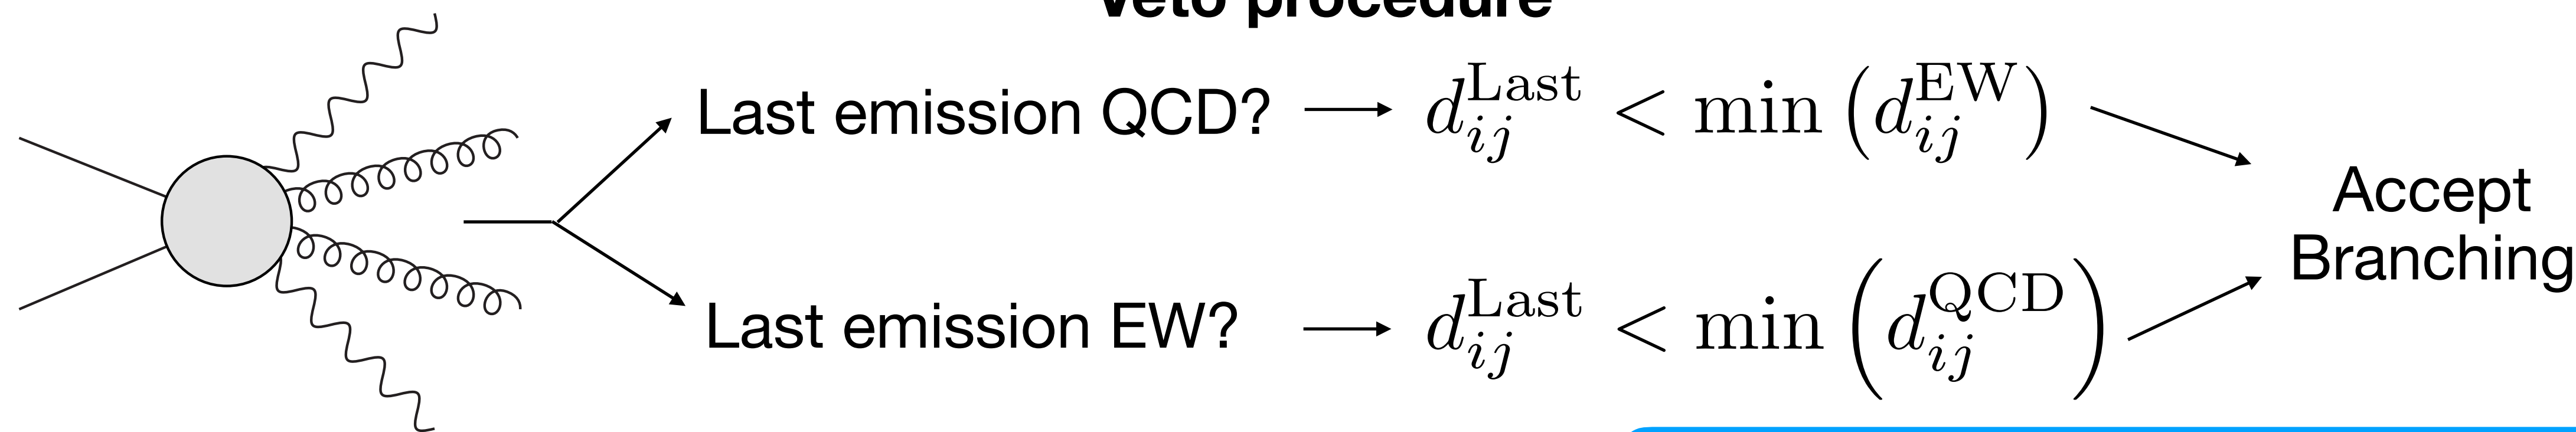 Veto procedure
Last emission QCD? d_{ij}^{Last} < min (d_{ij}^{EW})
Accept
Branching
Last emission EW? d_{ij}^{Last} < min (d_{ij}^{QCD})